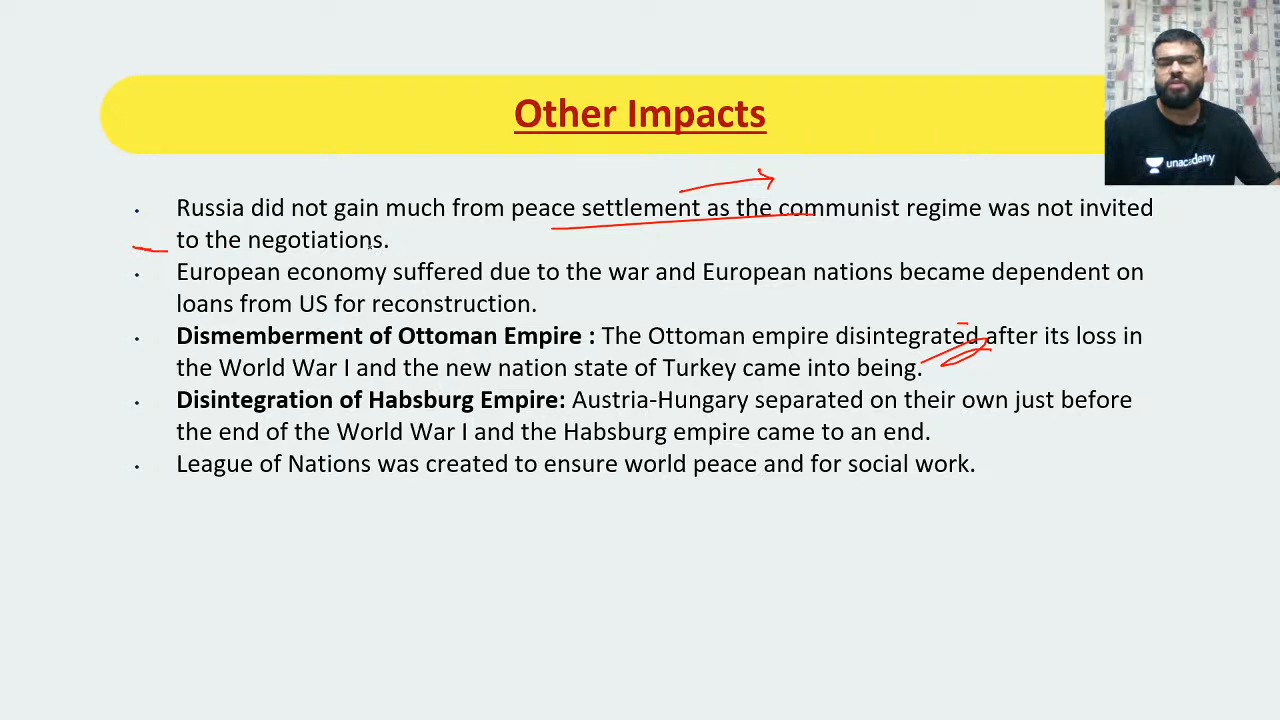 Other Impacts
unacademy
• Russia did not gain much from peace settlement as the communist regime was not invited
to the negotiations.
• European economy suffered due to the war and European nations became dependent on
loans from US for reconstruction.
• Dismemberment of Ottoman Empire : The Ottoman empire disintegrated after its loss in
the World War I and the new nation state of Turkey came into being.
• Disintegration of Habsburg Empire: Austria-Hungary separated on their own just before
the end of the World War I and the Habsburg empire came to an end.
• League of Nations was created to ensure world peace and for social work.